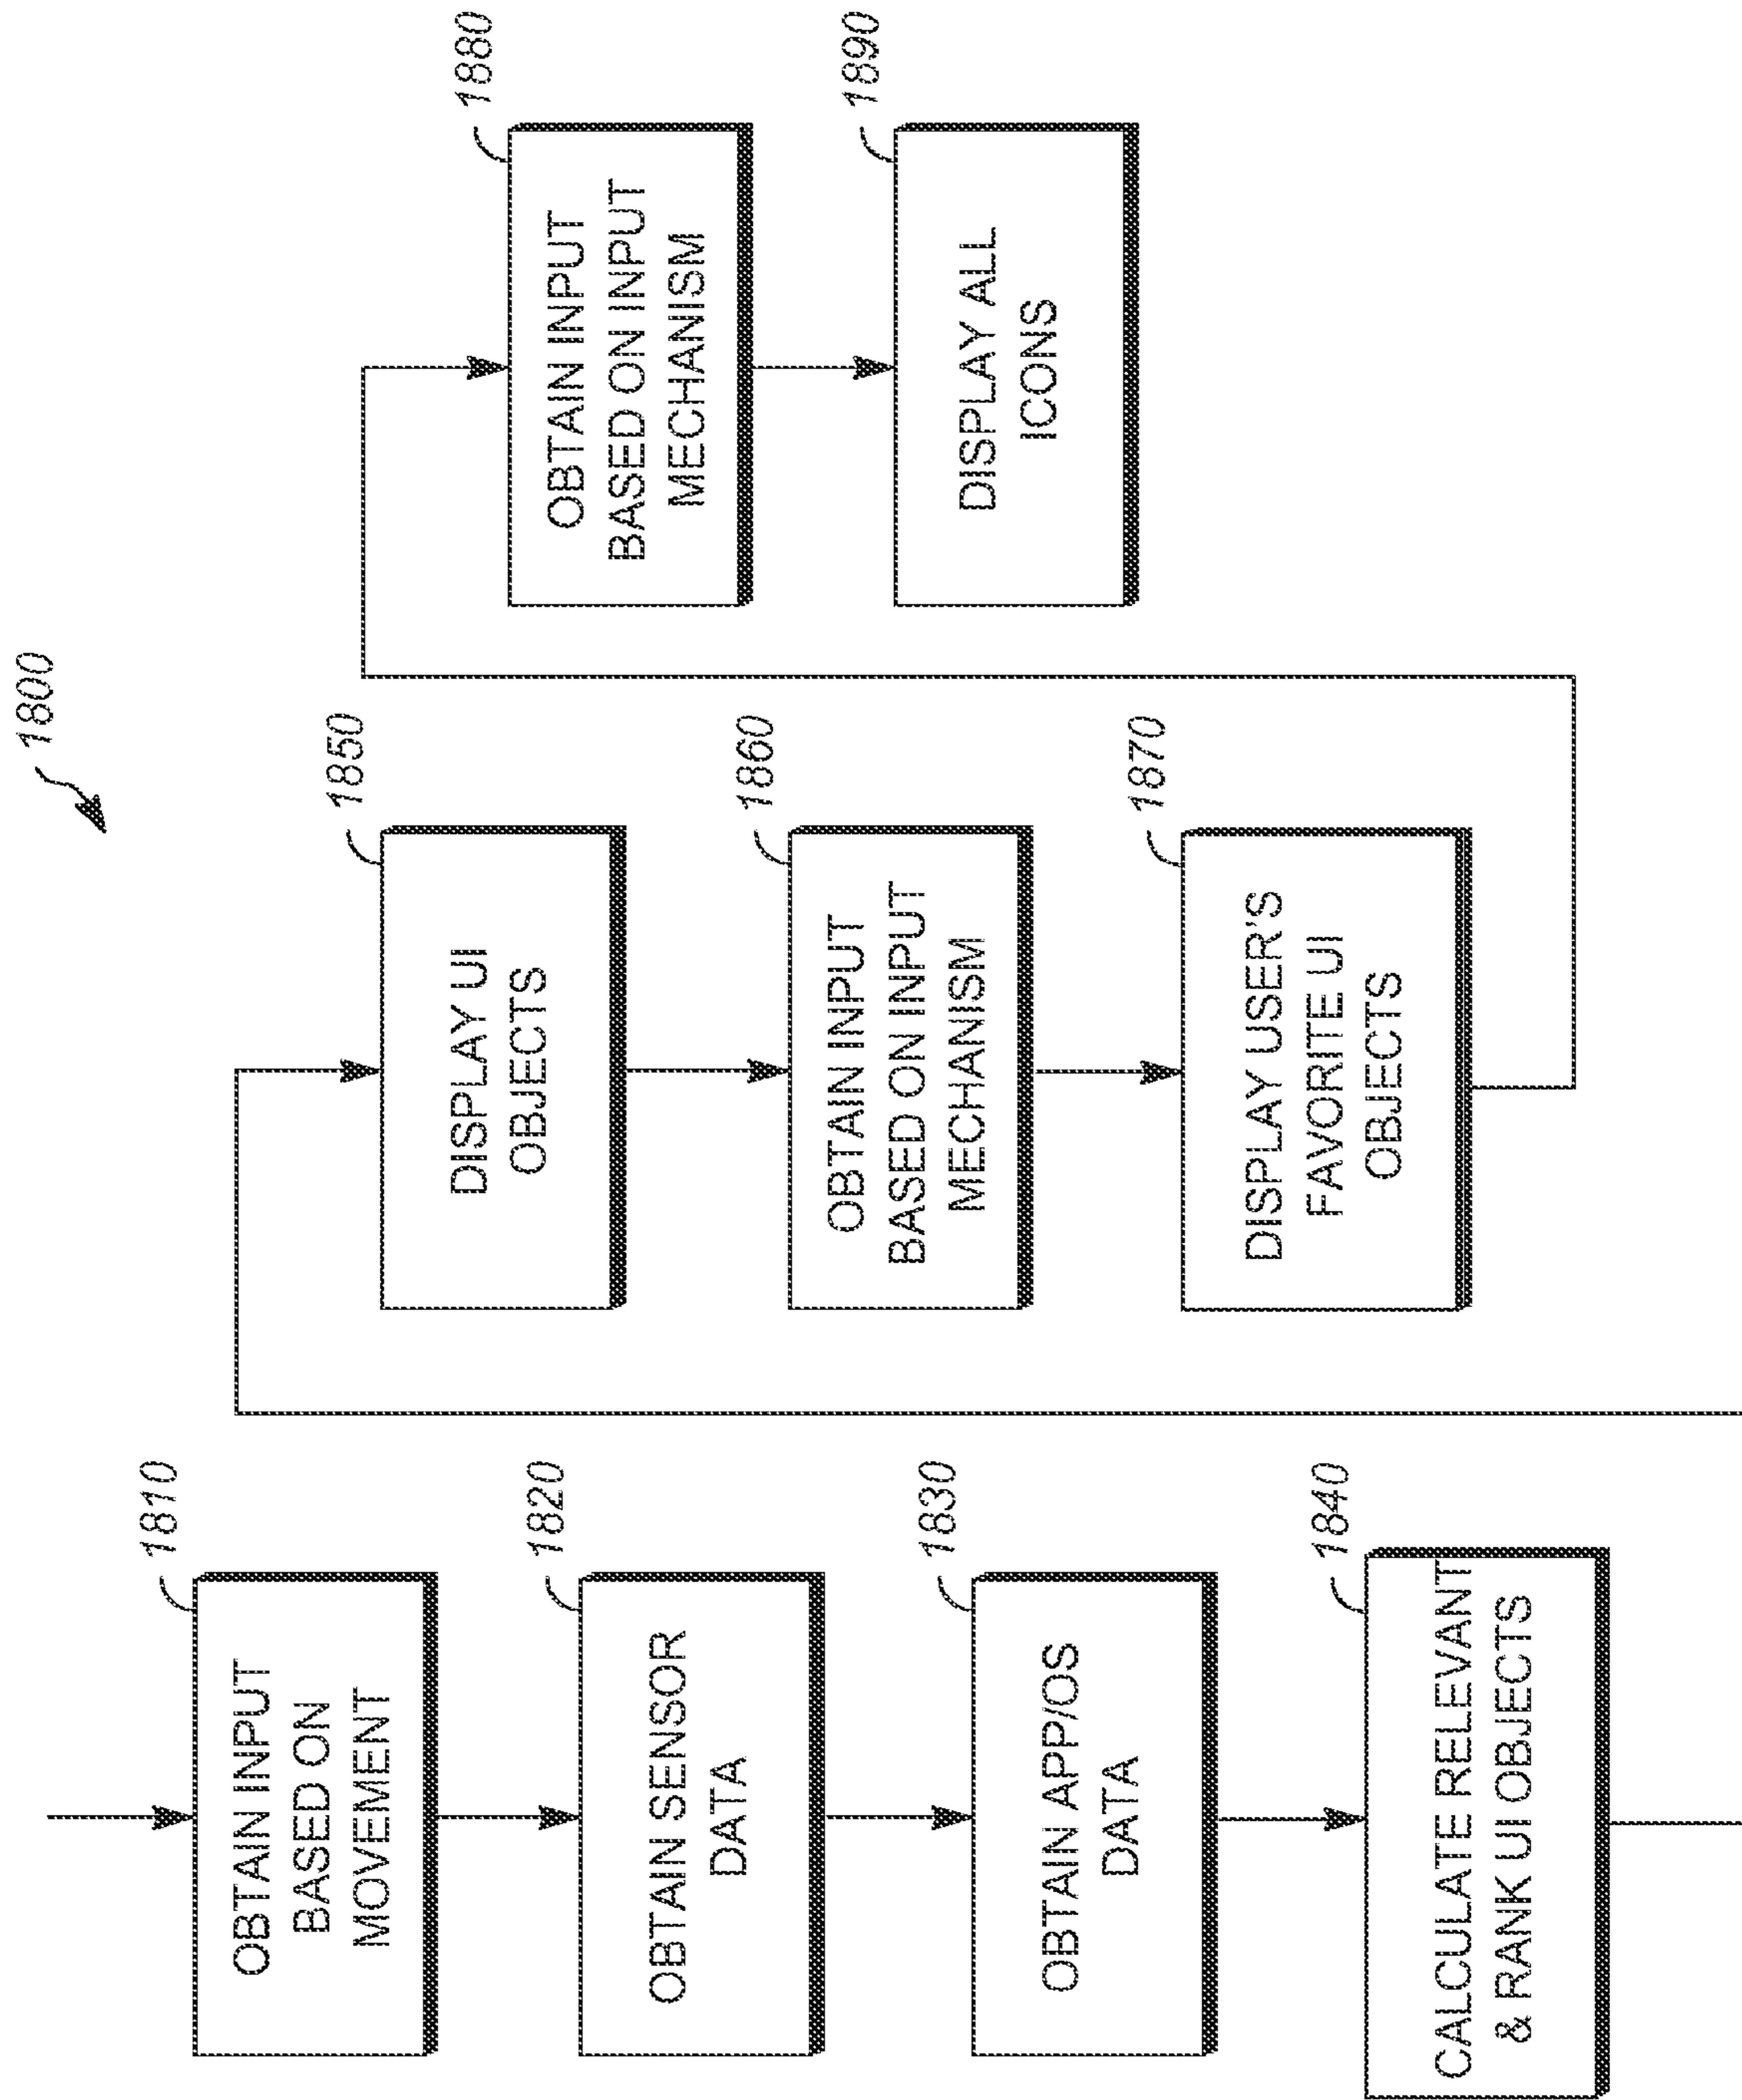 1800
1810
OBTAIN INPUT
BASED ON
MOVEMENT
1820
OBTAIN SENSOR
DATA
1830
OBTAIN APP/OS
DATA
1840
CALCULATE RELEVANT
& RANK UI OBJECTS
1850
DISPLAY UI
OBJECTS
1860
OBTAIN INPUT
BASED ON INPUT
MECHANISM
1870
DISPLAY USER'S
FAVORITE UI
OBJECTS
1880
OBTAIN INPUT
BASED ON INPUT
MECHANISM
1890
DISPLAY ALL
ICONS